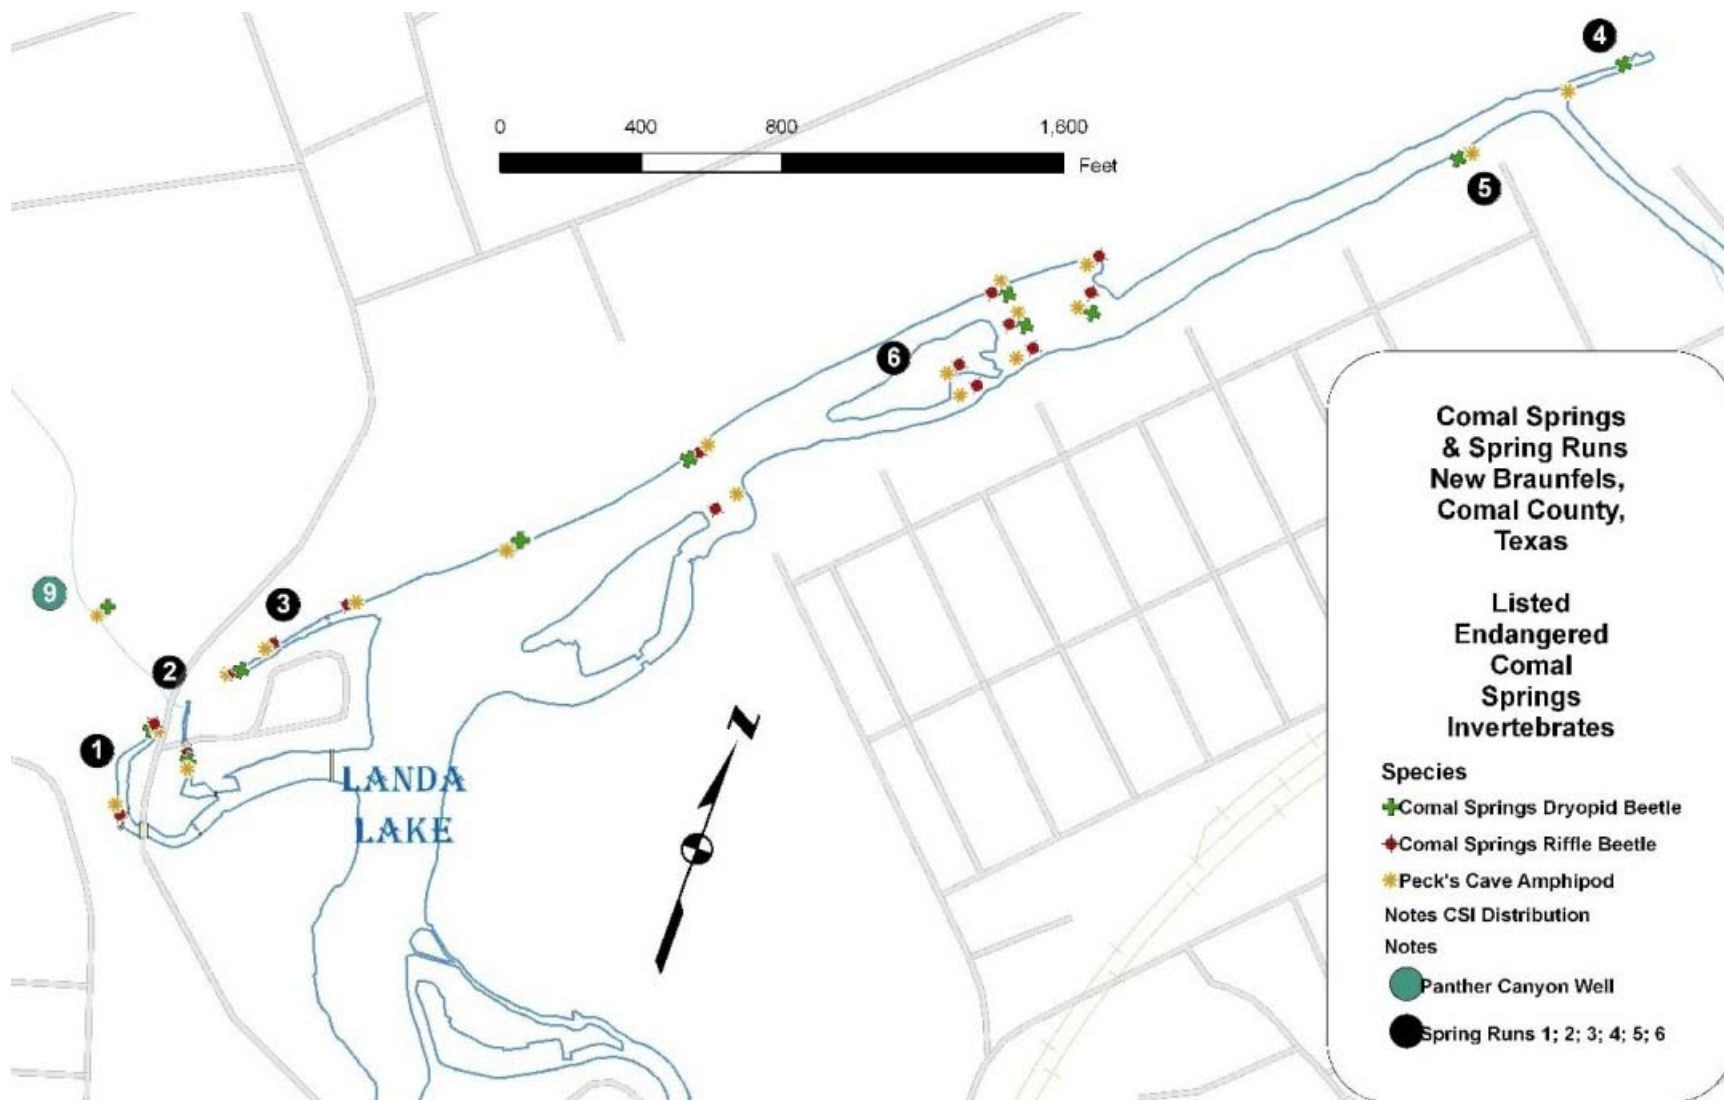 4
0 400 800 1,600
Feet
5
6
9
3
2
1
LANDA
LAKE
N
Comal Springs
& Spring Runs
New Braunfels,
Comal County,
Texas
Listed
Endangered
Comal
Springs
Invertebrates
Species
Comal Springs Dryopid Beetle
Comal Springs Riffle Beetle
Peck's Cave Amphipod
Notes CSI Distribution
Notes
Panther Canyon Well
Spring Runs 1; 2; 3; 4; 5; 6